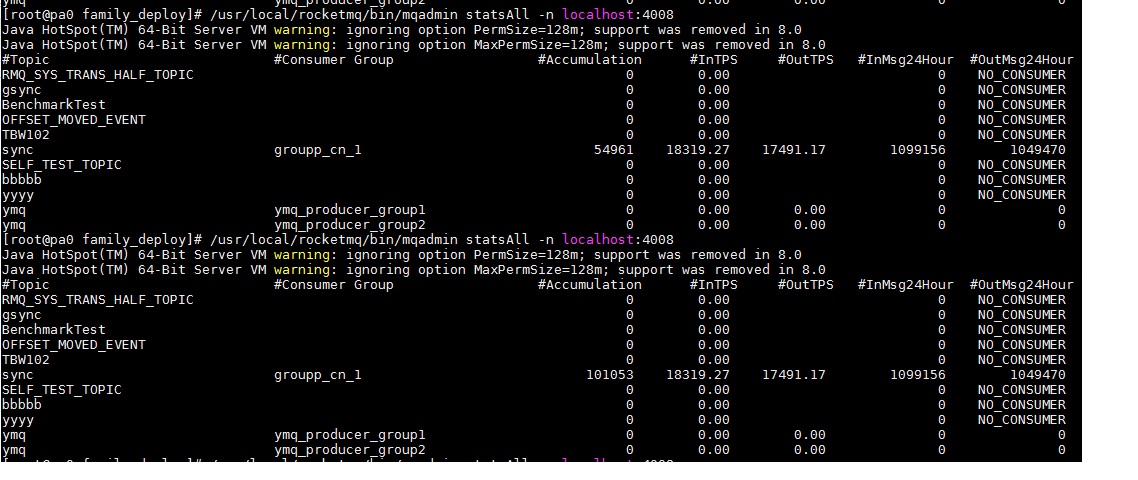 ymq ymq_producer_group2 0 0.00 0.00 0 0
[root@pa0 family_deploy]# /usr/local/rocketmq/bin/mqadmin statsAll -n localhost:4008
Java HotSpot(TM) 64-Bit Server VM warning: ignoring option PermSize=128m; support was removed in 8.0
Java HotSpot(TM) 64-Bit Server VM warning: ignoring option MaxPermSize=128m; support was removed in 8.0
#Topic #Consumer Group #Accumulation #InTPS #OutTPS #InMsg24Hour #OutMsg24Hour
RMQ_SYS_TRANS_HALF_TOPIC 0 0.00 0 NO_CONSUMER
gsync 0 0.00 0 NO_CONSUMER
BenchmarkTest 0 0.00 0 NO_CONSUMER
OFFSET_MOVED_EVENT 0 0.00 0 NO_CONSUMER
TBW102 0 0.00 0 NO_CONSUMER
sync groupp_cn_1 54961 18319.27 17491.17 1099156 1049470
SELF_TEST_TOPIC 0 0.00 0 NO_CONSUMER
bbbbb 0 0.00 0 NO_CONSUMER
yyyy 0 0.00 0 NO_CONSUMER
ymq ymq_producer_group1 0 0.00 0.00 0 0
ymq ymq_producer_group2 0 0.00 0.00 0 0
[root@pa0 family_deploy]# /usr/local/rocketmq/bin/mqadmin statsAll -n localhost:4008
Java HotSpot(TM) 64-Bit Server VM warning: ignoring option PermSize=128m; support was removed in 8.0
Java HotSpot(TM) 64-Bit Server VM warning: ignoring option MaxPermSize=128m; support was removed in 8.0
#Topic #Consumer Group #Accumulation #InTPS #OutTPS #InMsg24Hour #OutMsg24Hour
RMQ_SYS_TRANS_HALF_TOPIC 0 0.00 0 NO_CONSUMER
gsync 0 0.00 0 NO_CONSUMER
BenchmarkTest 0 0.00 0 NO_CONSUMER
OFFSET_MOVED_EVENT 0 0.00 0 NO_CONSUMER
TBW102 0 0.00 0 NO_CONSUMER
sync groupp_cn_1 101053 18319.27 17491.17 1099156 1049470
SELF_TEST_TOPIC 0 0.00 0 NO_CONSUMER
bbbbb 0 0.00 0 NO_CONSUMER
yyyy 0 0.00 0 NO_CONSUMER
ymq ymq_producer_group1 0 0.00 0.00 0 0
ymq ymq_producer_group2 0 0.00 0.00 0 0